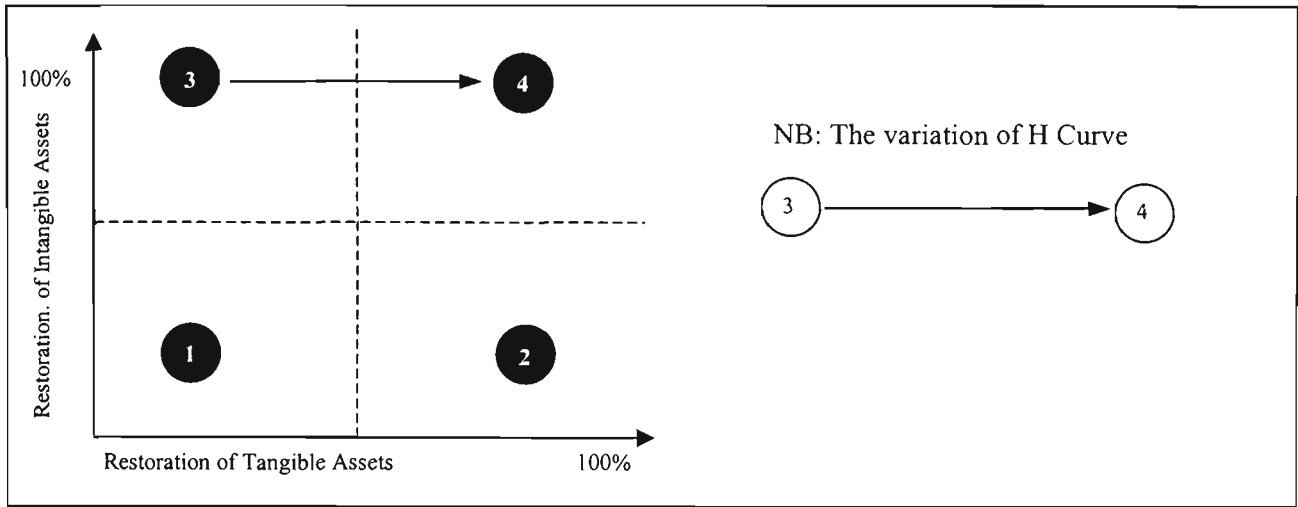 100%
3
4
Restoration. of Intangible Assets
1
2
Restoration of Tangible Assets 100%
NB: The variation of H Curve
3
4